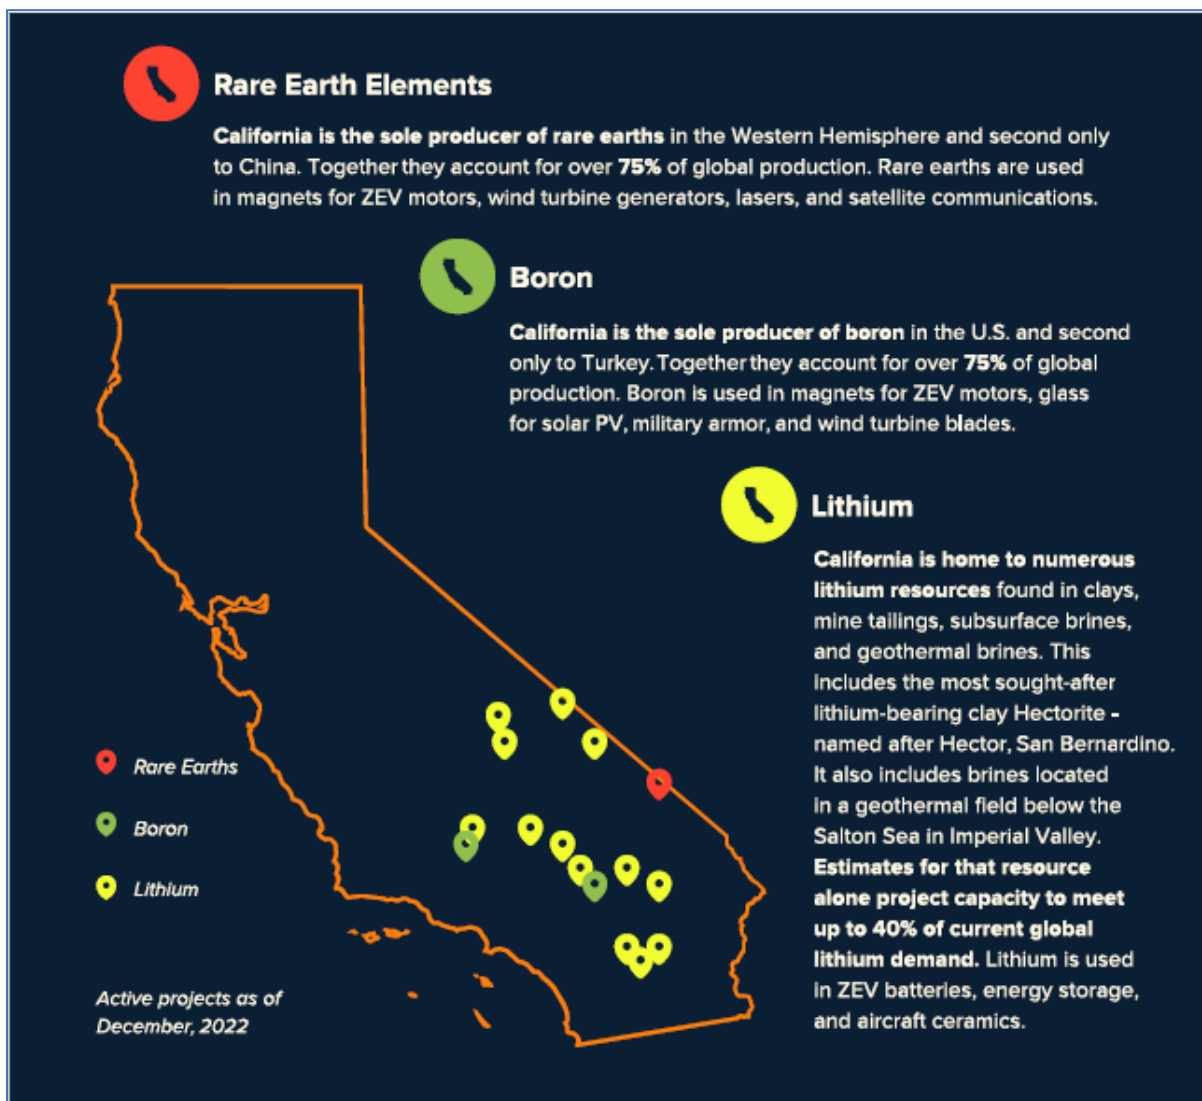 Rare Earth Elements
California is the sole producer of rare earths in the Western Hemisphere and second only
to China. Together they account for over 75% of global production. Rare earths are used
in magnets for ZEV motors, wind turbine generators, lasers, and satellite communications.
Boron
California is the sole producer of boron in the U.S. and second
only to Turkey. Together they account for over 75% of global
production. Boron is used in magnets for ZEV motors, glass
for solar PV, military armor, and wind turbine blades.
Lithium
California is home to numerous
lithium resources found in clays,
mine tailings, subsurface brines,
and geothermal brines. This
includes the most sought-after
lithium-bearing clay Hectorite -
named after Hector, San Bernardino.
It also includes brines located
in a geothermal field below the
Salton Sea in Imperial Valley.
Estimates for that resource
alone project capacity to meet
up to 40% of current global
lithium demand. Lithium is used
in ZEV batteries, energy storage,
and aircraft ceramics.
Rare Earths
Boron
Lithium
Active projects as of
December, 2022